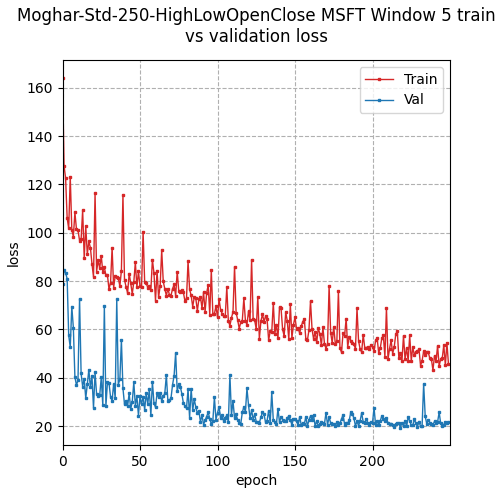 Moghar-Std-250-HighLowOpenClose MSFT Window 5 train
vs validation loss
Train
Val
160
140
120
100
80
60
40
20
loss
0
50
100
150
200
epoch